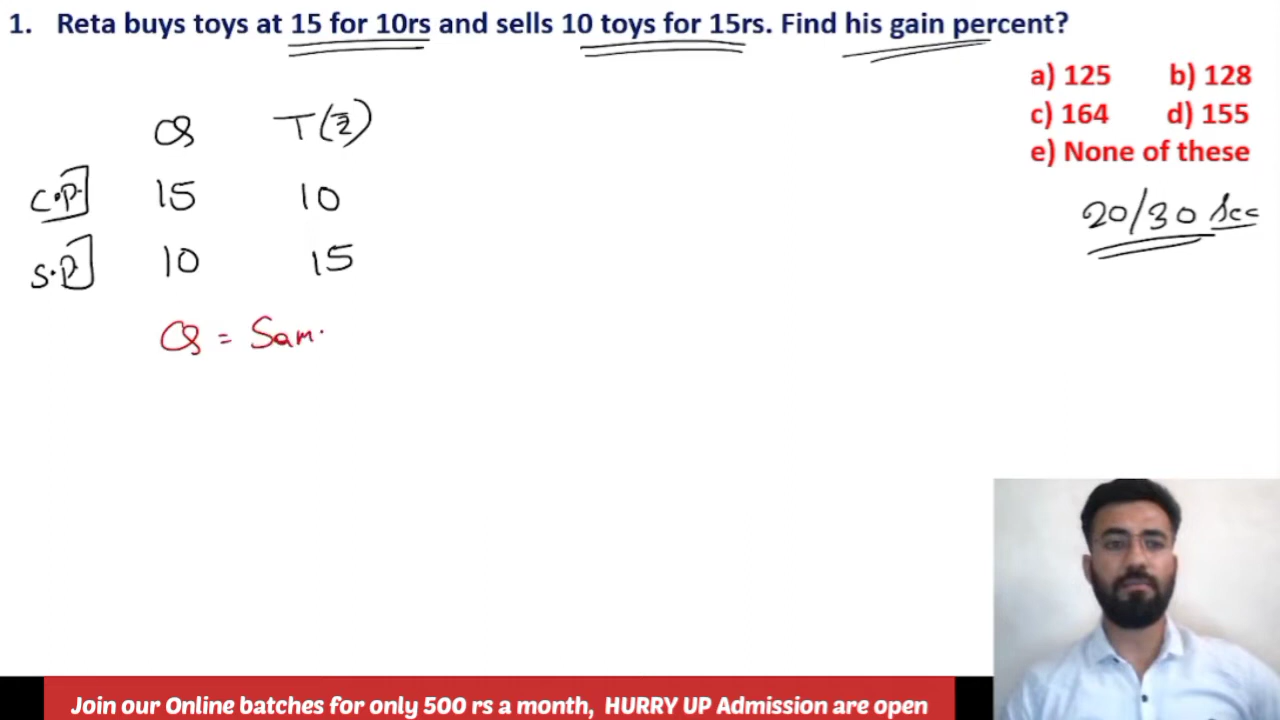 1. Reta buys toys at 15 for 10rs and sells 10 toys for 15rs. Find his gain percent?
a) 125 b) 128
c) 164 d) 155
e) None of these
20/30 Sec
T(₹)
C.P. 15 10
S.P. 10 15
= Sam.
Join our Online batches for only 500 rs a month, HURRY UP Admission are open